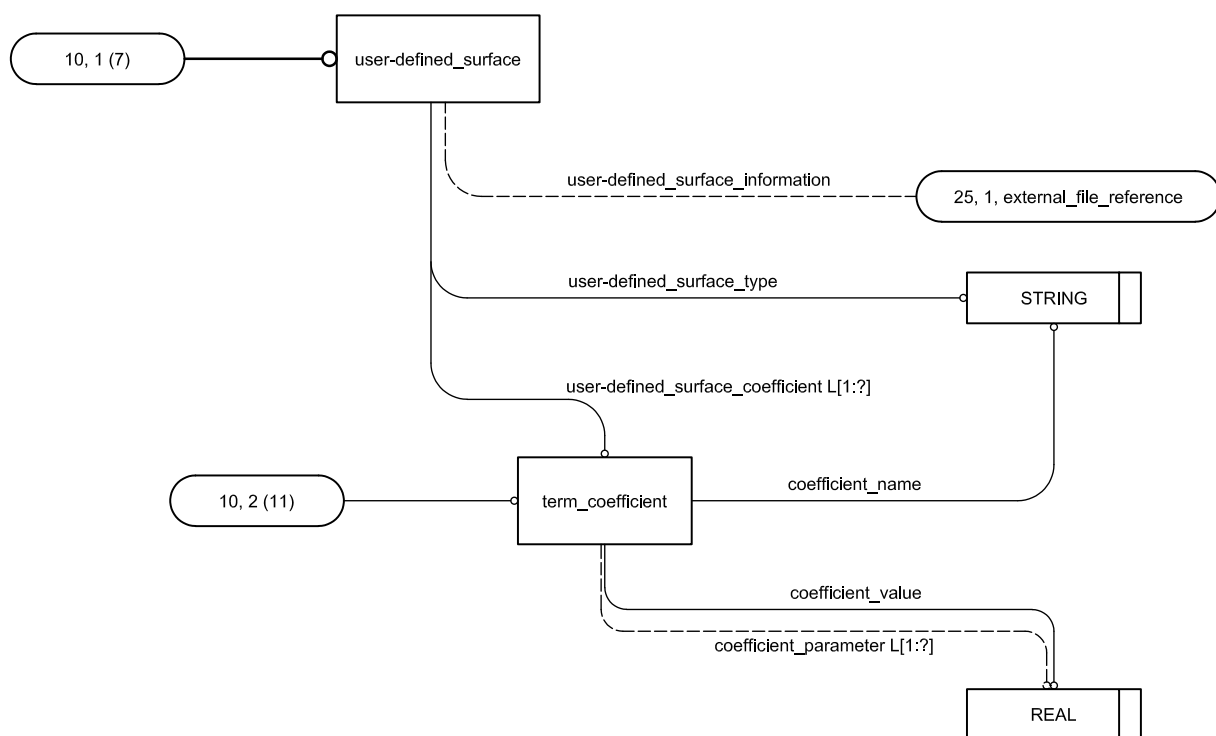 10, 1 (7)
user-defined_surface
user-defined_surface_information
25, 1, external_file_reference
user-defined_surface_type
STRING
user-defined_surface_coefficient L[1:?]
10, 2 (11)
term_coefficient
coefficient_name
coefficient_value
coefficient_parameter L[1:?]
REAL